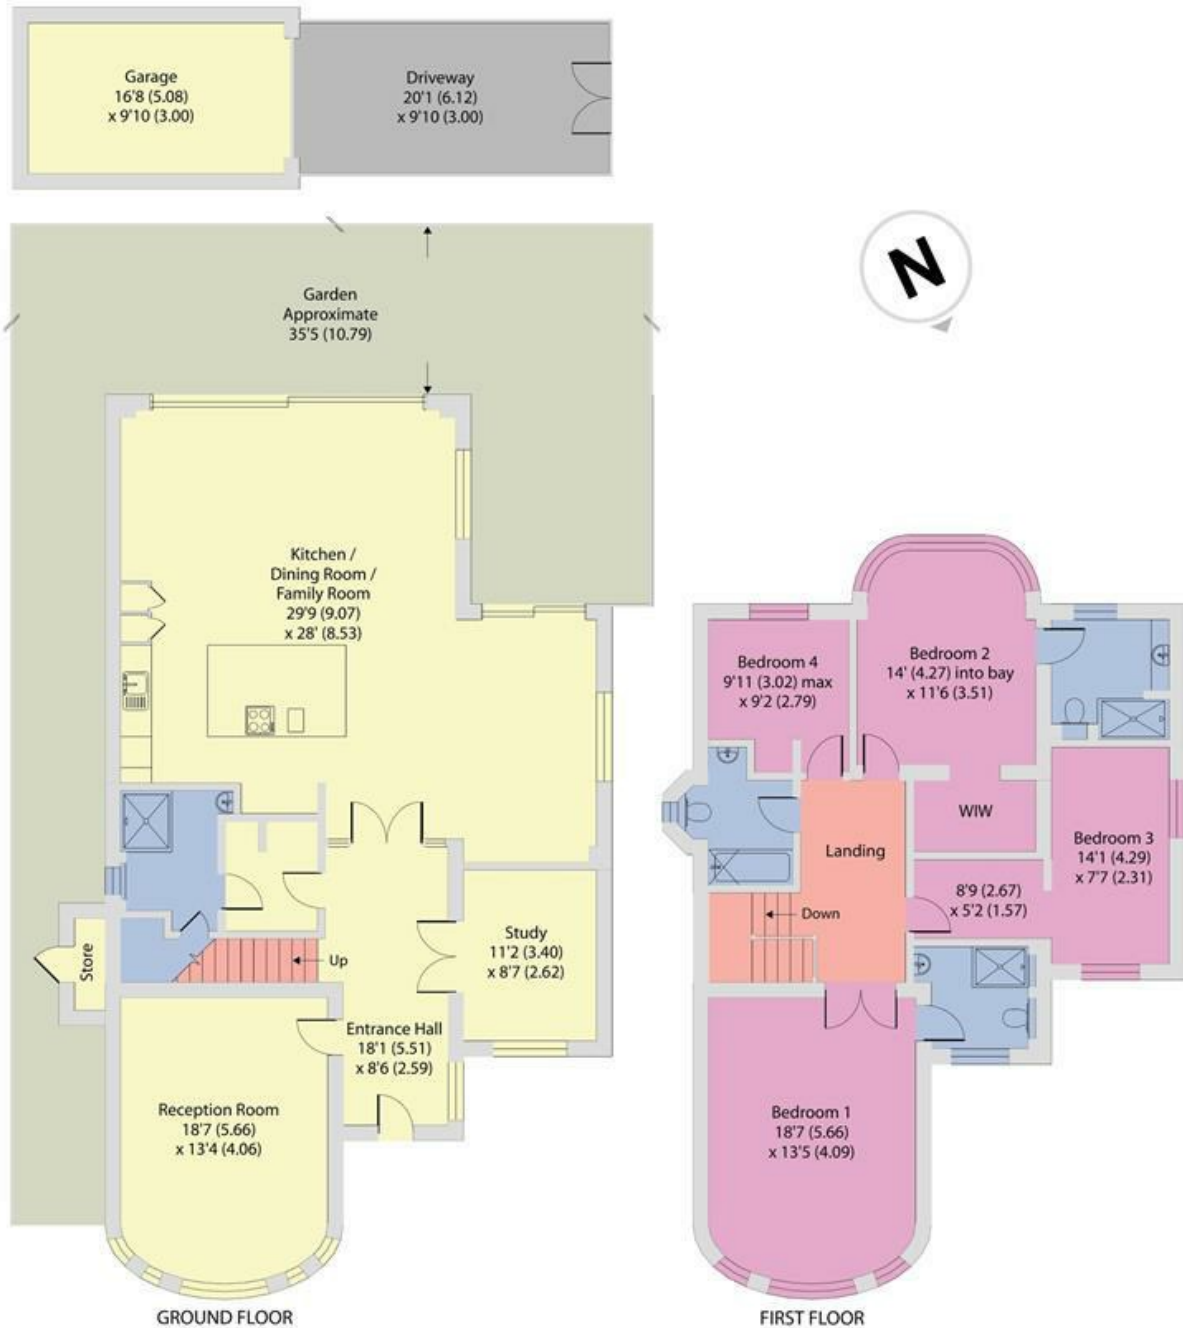 Garage
16'8 (5.08)
x 9'10 (3.00)
Driveway
20'1 (6.12)
x 9'10 (3.00)
N
Garden
Approximate
35'5 (10.79)
Kitchen /
Dining Room /
Family Room
29'9 (9.07)
x 28' (8.53)
Store
Up
Study
11'2 (3.40)
x 8'7 (2.62)
Entrance Hall
18'1 (5.51)
x 8'6 (2.59)
Reception Room
18'7 (5.66)
x 13'4 (4.06)
GROUND FLOOR
Bedroom 4
9'11 (3.02) max
x 9'2 (2.79)
Bedroom 2
14' (4.27) into bay
x 11'6 (3.51)
WIW
Bedroom 3
14'1 (4.29)
x 7'7 (2.31)
Landing
8'9 (2.67)
x 5'2 (1.57)
Down
Bedroom 1
18'7 (5.66)
x 13'5 (4.09)
FIRST FLOOR